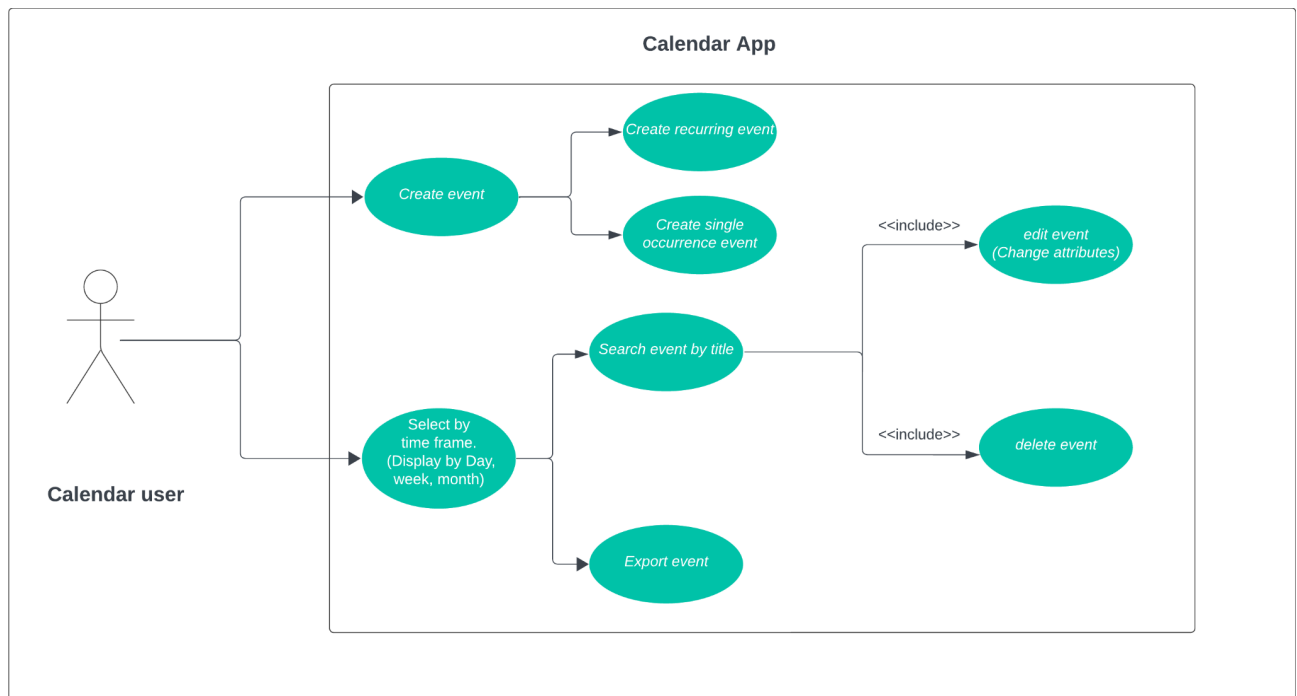 Calendar App
Create recurring event
Create event
Create single
occurrence event
<<include>>
edit event
(Change attributes)
Search event by title
Select by
time frame.
(Display by Day,
week, month)
<<include>>
delete event
Calendar user
Export event